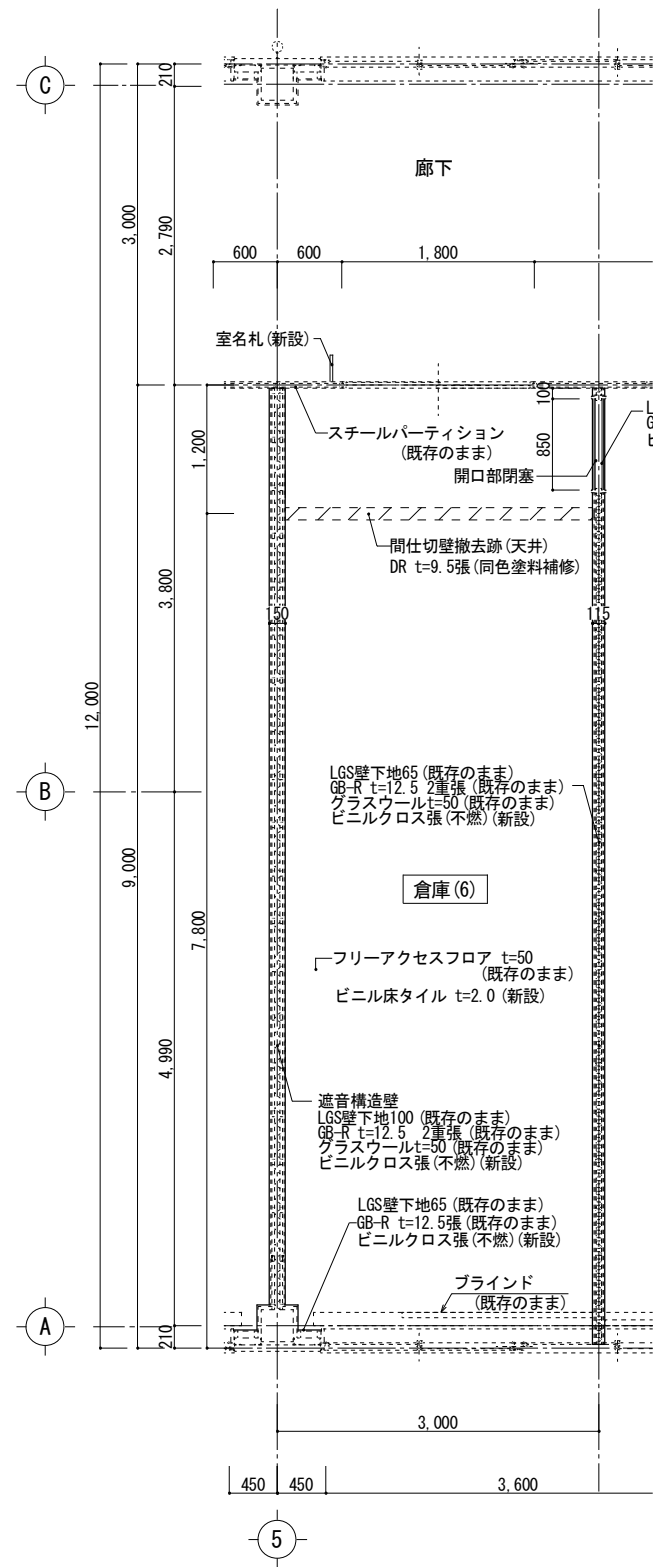 C
210
廊下
3,000
2,790
600
600
1,800
室名札(新設)
スチールパーティション
(既存のまま)
100
850
L
G
ビ
開口部閉塞
1,200
間仕切壁撤去跡(天井)
DR t=9.5張(同色塗料補修)
3,800
150
115
12,000
B
LGS壁下地65(既存のまま)
GB-R t=12.5 2重張(既存のまま)
グラスウールt=50(既存のまま)
ビニルクロス張(不燃)(新設)
9,000
倉庫(6)
7,800
フリーアクセスフロア t=50
(既存のまま)
ビニル床タイル t=2.0(新設)
4,990
遮音構造壁
LGS壁下地100(既存のまま)
GB-R t=12.5 2重張(既存のまま)
グラスウールt=50(既存のまま)
ビニルクロス張(不燃)(新設)
LGS壁下地65(既存のまま)
GB-R t=12.5張(既存のまま)
ビニルクロス張(不燃)(新設)
ブラインド
(既存のまま)
A
210
3,000
450
450
3,600
5